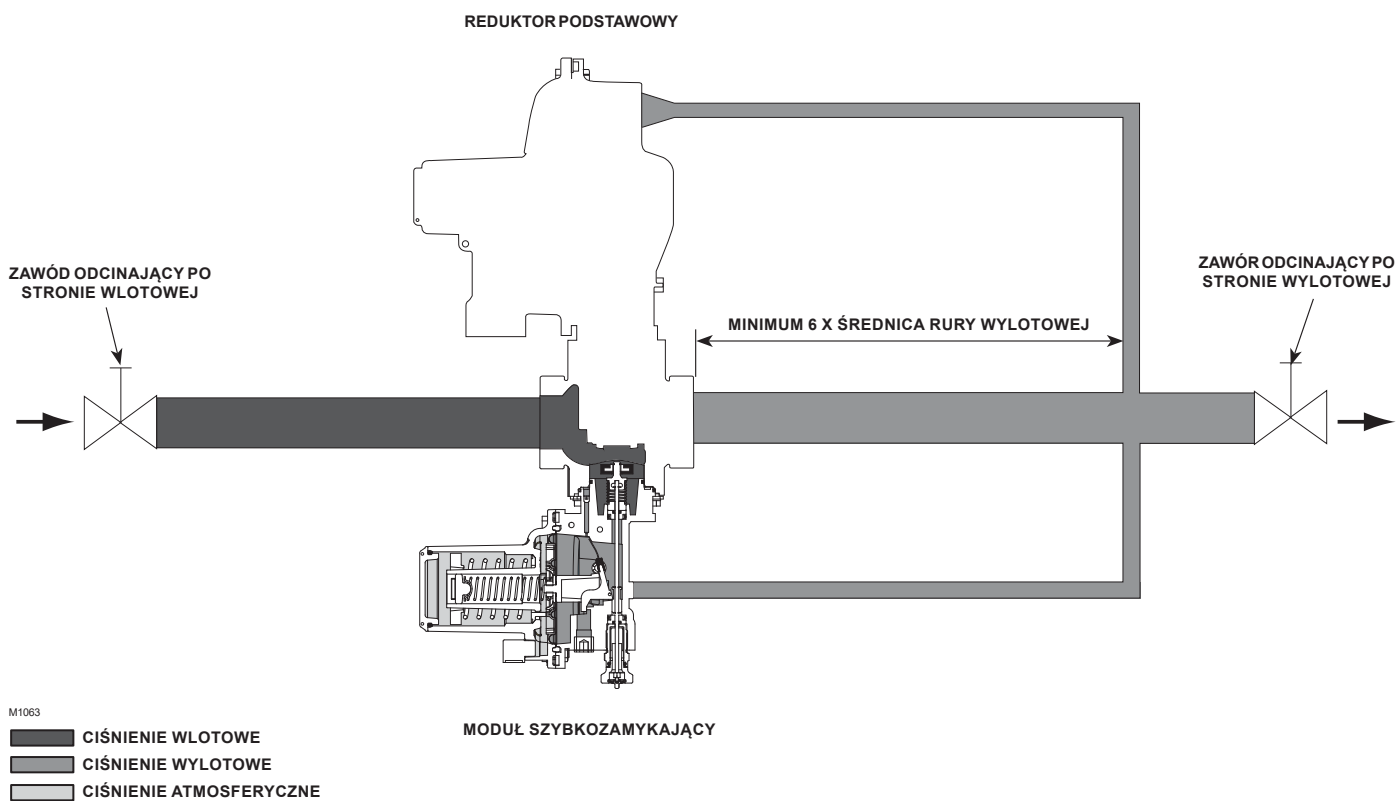 REDUKTOR PODSTAWOWY
ZAWÓD ODCINAJĄCY PO
STRONIE WLOTOWEJ
ZAWÓR ODCINAJĄCY PO
STRONIE WYLOTOWEJ
MINIMUM 6 X ŚREDNICA RURY WYLOTOWEJ
M1063
MODUŁ SZYBKOZAMYKAJĄCY
CIŚNIENIE WLOTOWE
CIŚNIENIE WYLOTOWE
CIŚNIENIE ATMOSFERYCZNE